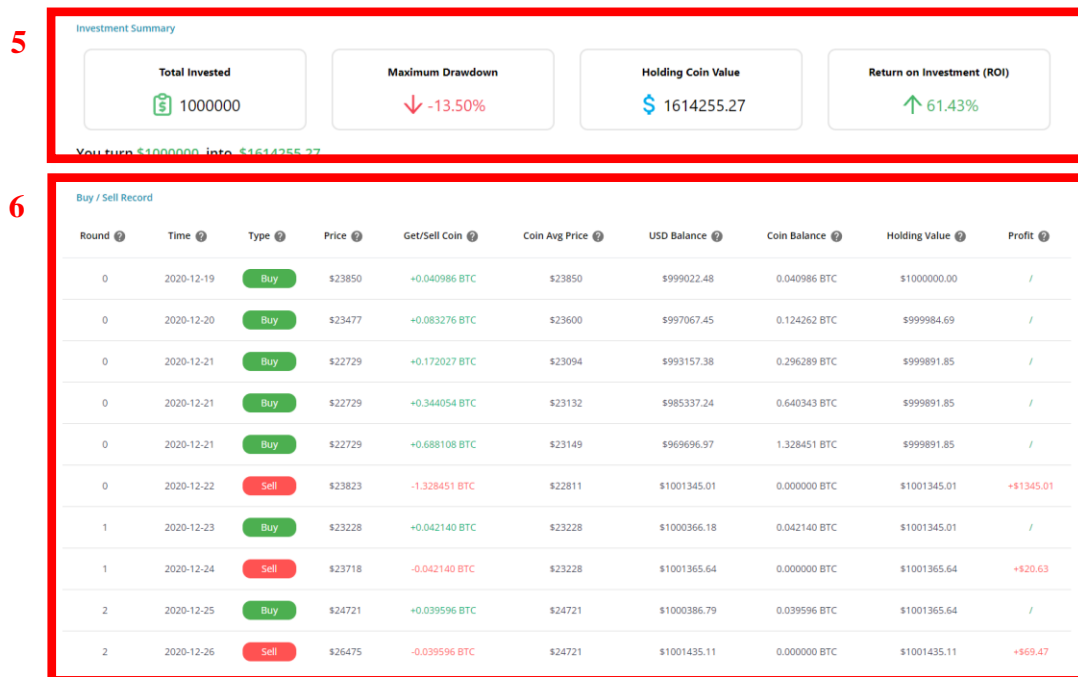 5
Investment Summary
Total Invested Maximum Drawdown Holding Coin Value Return on Investment (ROI)
1000000 -13.50% $ 1614255.27 61.43%
You turn $1000000 into $1614255.27
6
Buy / Sell Record
Round Time Type Price Get/Sell Coin Coin Avg Price USD Balance Coin Balance Holding Value Profit
0 2020-12-19 Buy $23850 +0.040986 BTC $23850 $999022.48 0.040986 BTC $1000000.00 /
0 2020-12-20 Buy $23477 +0.083276 BTC $23600 $997067.45 0.124262 BTC $999984.69 /
0 2020-12-21 Buy $22729 +0.172027 BTC $23094 $993157.38 0.296289 BTC $999891.85 /
0 2020-12-21 Buy $22729 +0.344054 BTC $23132 $985337.24 0.640343 BTC $999891.85 /
0 2020-12-21 Buy $22729 +0.688108 BTC $23149 $969696.97 1.328451 BTC $999891.85 /
0 2020-12-22 Sell $23823 -1.328451 BTC $22811 $1001345.01 0.000000 BTC $1001345.01 +$1345.01
1 2020-12-23 Buy $23228 +0.042140 BTC $23228 $1000366.18 0.042140 BTC $1001345.01 /
1 2020-12-24 Sell $23718 -0.042140 BTC $23228 $1001365.64 0.000000 BTC $1001365.64 +$20.63
2 2020-12-25 Buy $24721 +0.039596 BTC $24721 $1000386.79 0.039596 BTC $1001365.64 /
2 2020-12-26 Sell $26475 -0.039596 BTC $24721 $1001435.11 0.000000 BTC $1001435.11 +$69.47